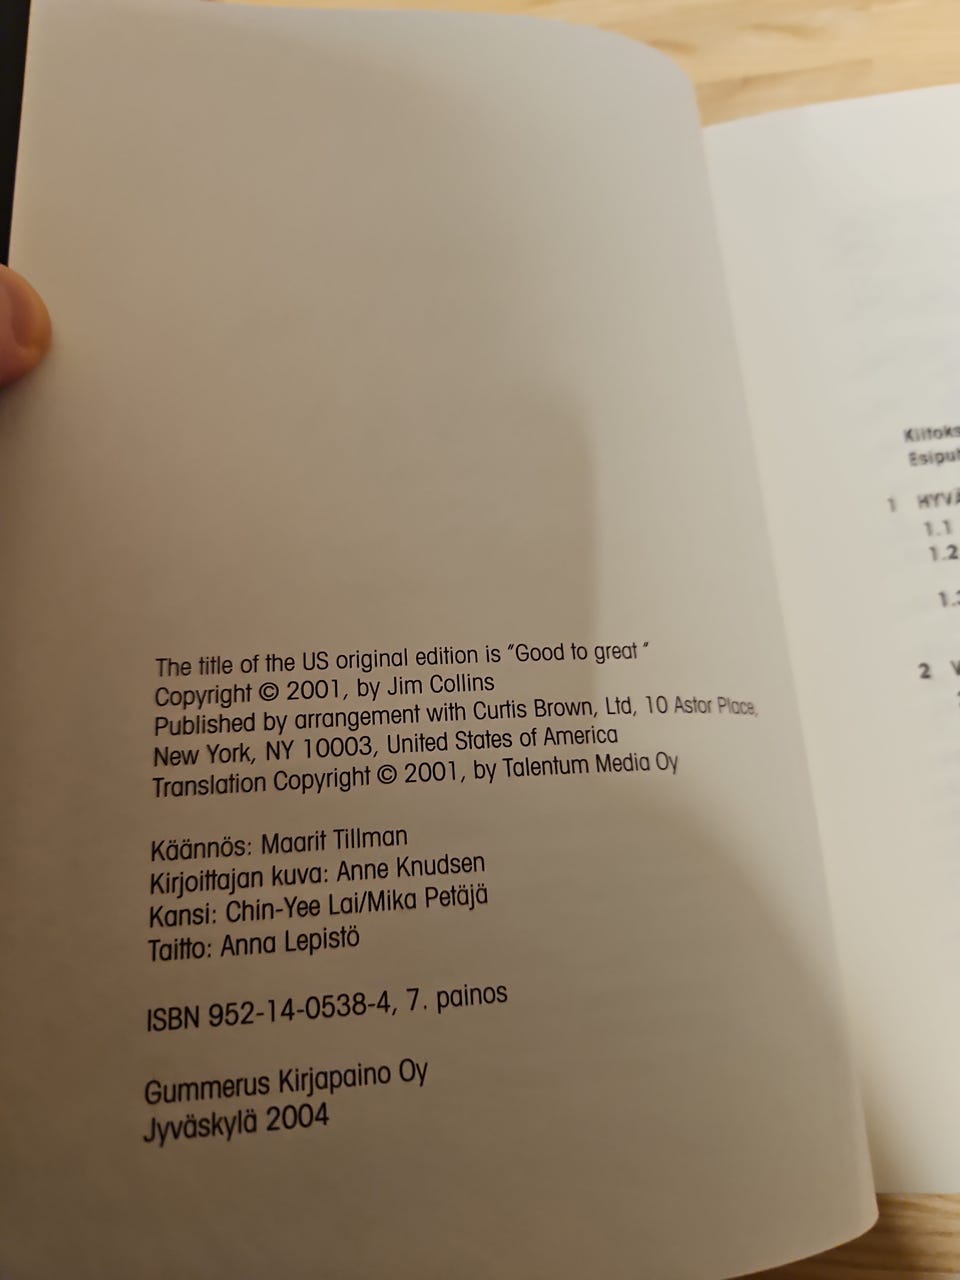 The title of the US original edition is "Good to great "
Copyright © 2001, by Jim Collins
Published by arrangement with Curtis Brown, Ltd, 10 Astor Place,
New York, NY 10003, United States of America
Translation Copyright © 2001, by Talentum Media Oy
Käännös: Maarit Tillman
Kirjoittajan kuva: Anne Knudsen
Kansi: Chin-Yee Lai/Mika Petäjä
Taitto: Anna Lepistö
ISBN 952-14-0538-4, 7. painos
Gummerus Kirjapaino Oy
Jyväskylä 2004
Kiitoks
Esipuh
1 HYVÄ
1.1
1.2
2 V